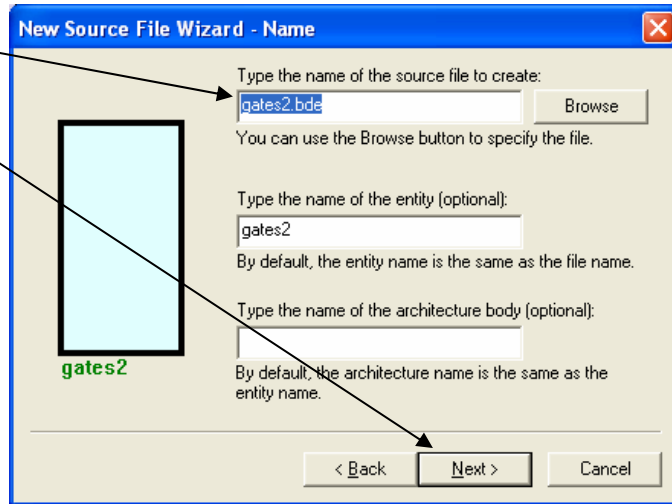 New Source File Wizard - Name
Type the name of the source file to create:
gates2.bde
Browse
You can use the Browse button to specify the file.
Type the name of the entity (optional):
gates2
By default, the entity name is the same as the file name.
Type the name of the architecture body (optional):
gates2
By default, the architecture name is the same as the
entity name.
< Back
Next >
Cancel